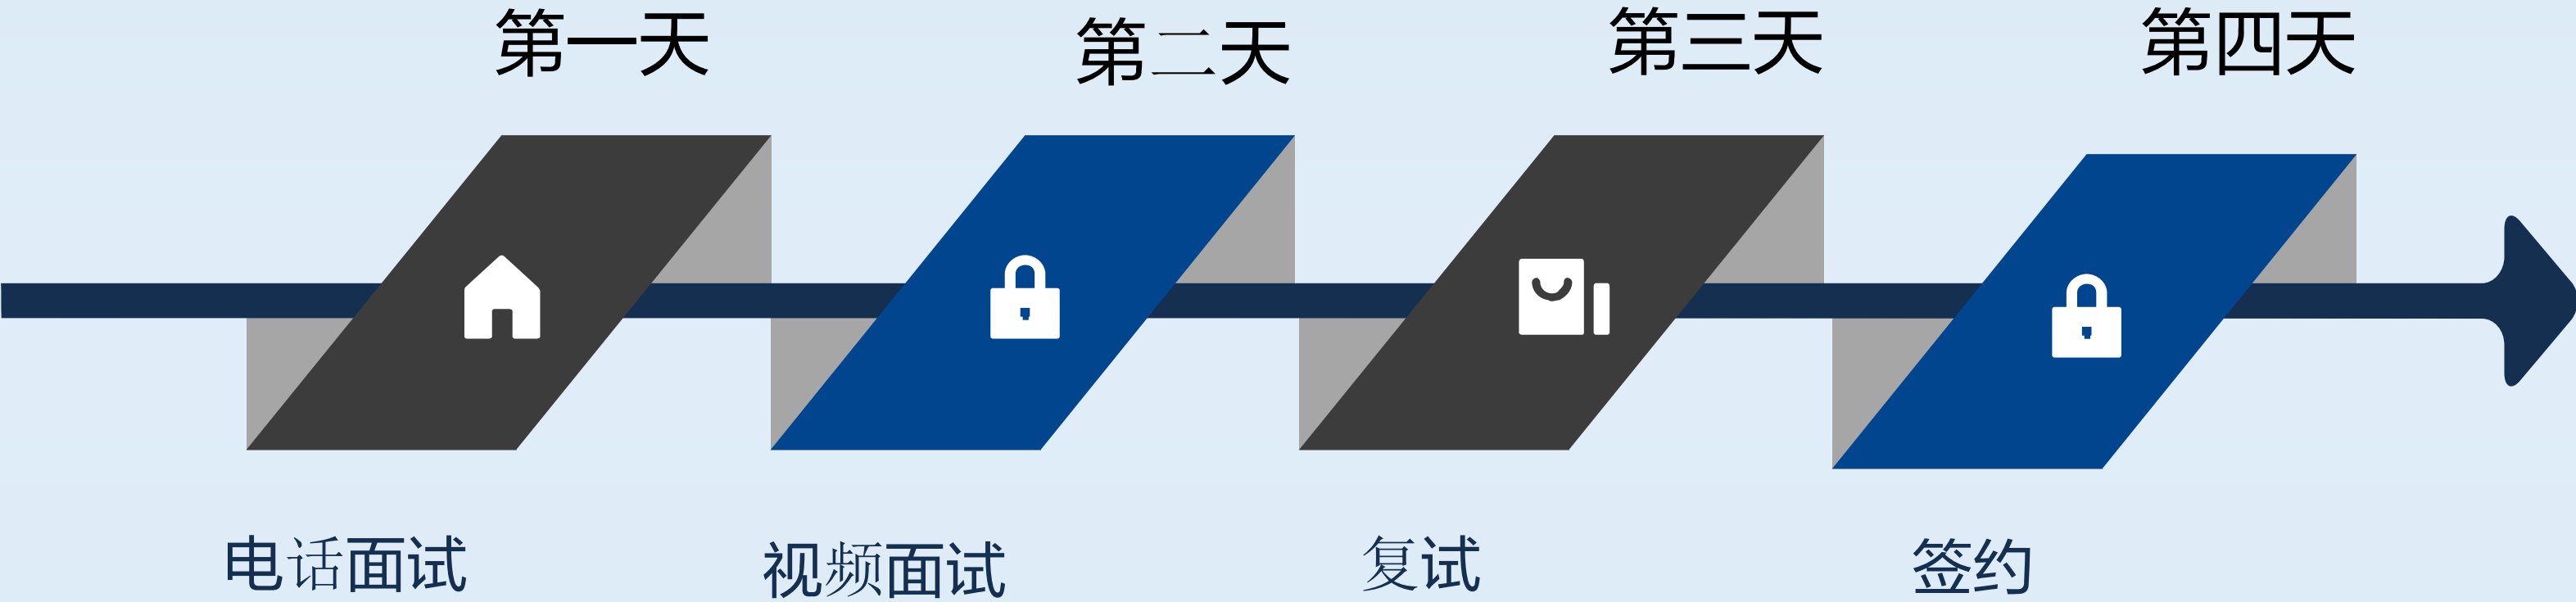 第一天
第二天
第三天
第四天
电话面试
视频面试
复试
签约